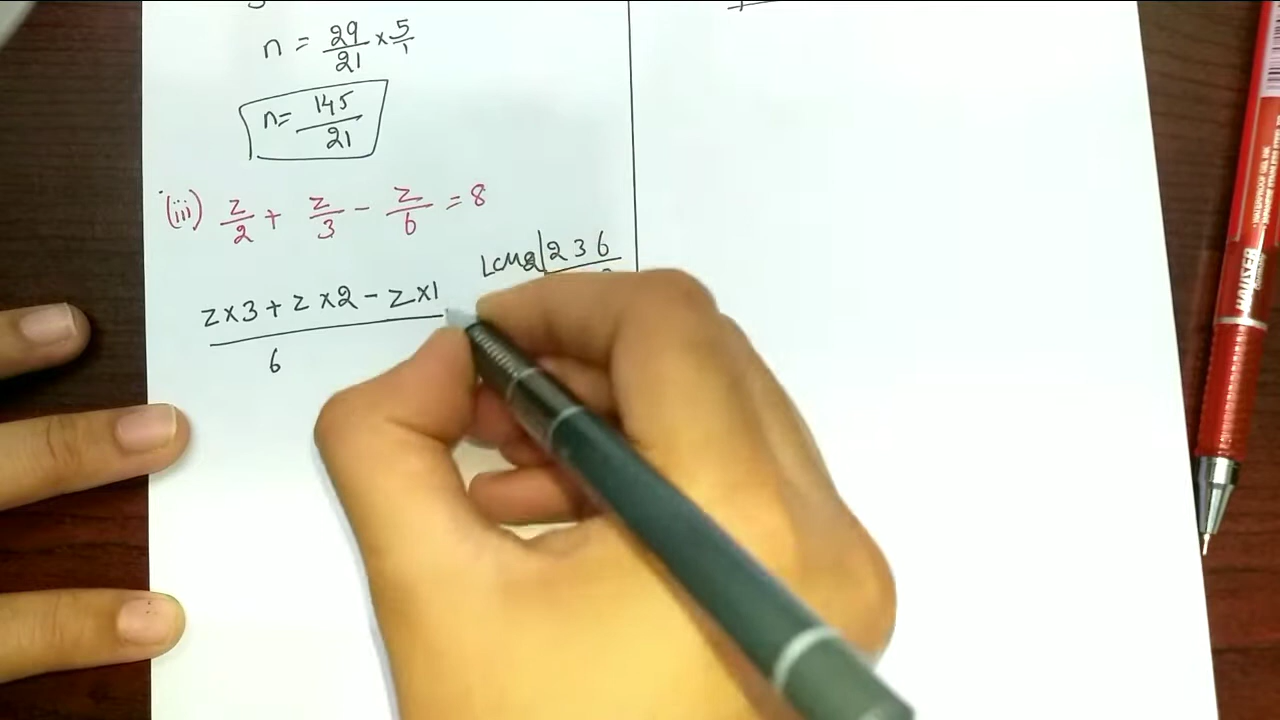 n = 29/21 × 5/1
n = 145/21
(iii) z/2 + z/3 - z/6 = 8
LCM 2 | 2 3 6
z×3 + z×2 - z×1
6
HAUSER